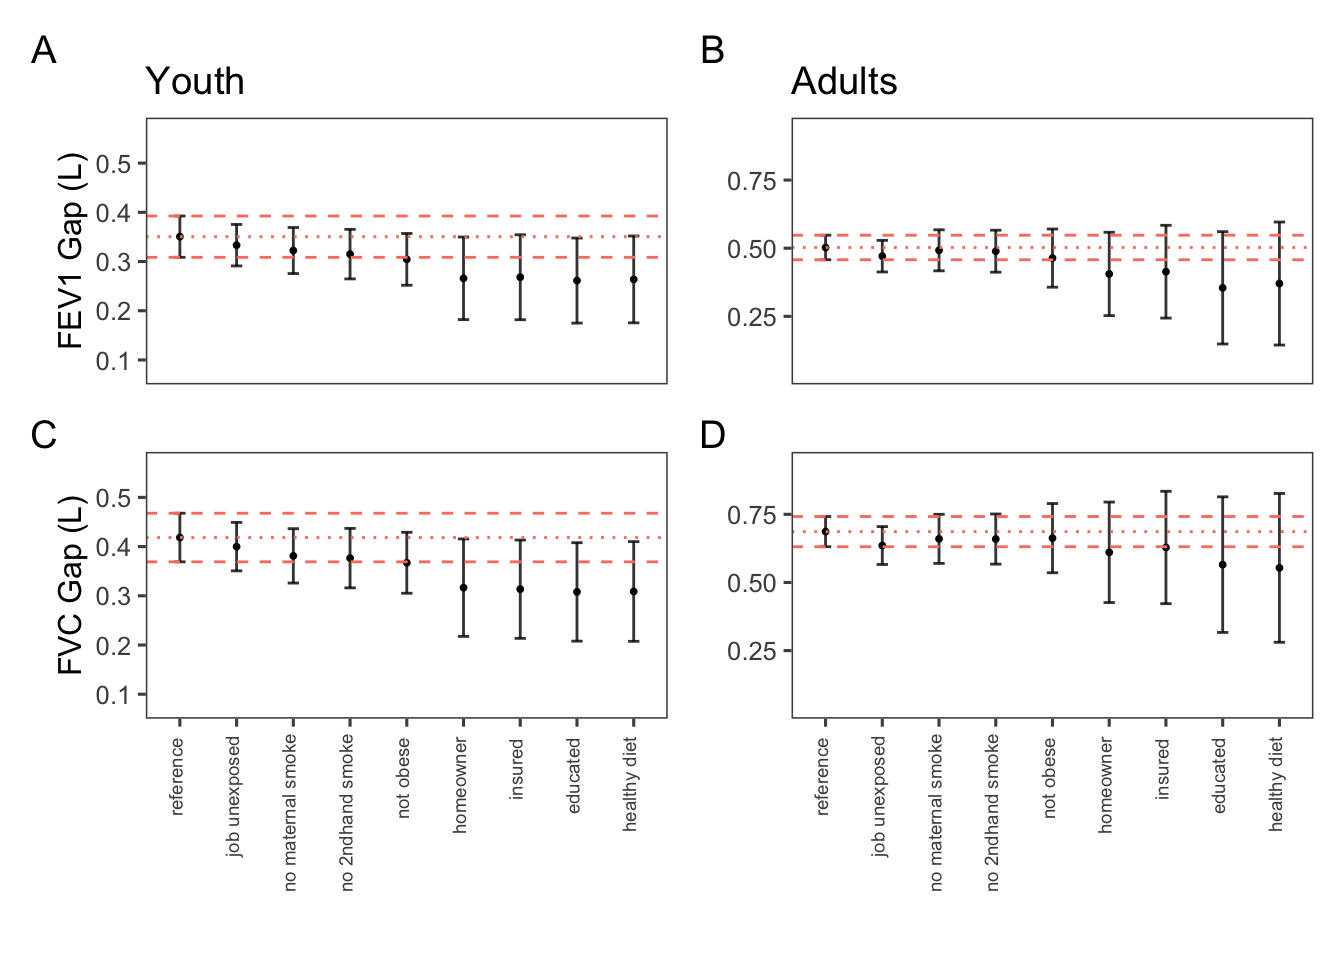 A
Youth
FEV1 Gap (L)
0.5
0.4
0.3
0.2
0.1
B
Adults
0.75
0.50
0.25
C
FVC Gap (L)
0.5
0.4
0.3
0.2
0.1
reference
job unexposed
no maternal smoke
no 2ndhand smoke
not obese
homeowner
insured
educated
healthy diet
D
0.75
0.50
0.25
reference
job unexposed
no maternal smoke
no 2ndhand smoke
not obese
homeowner
insured
educated
healthy diet